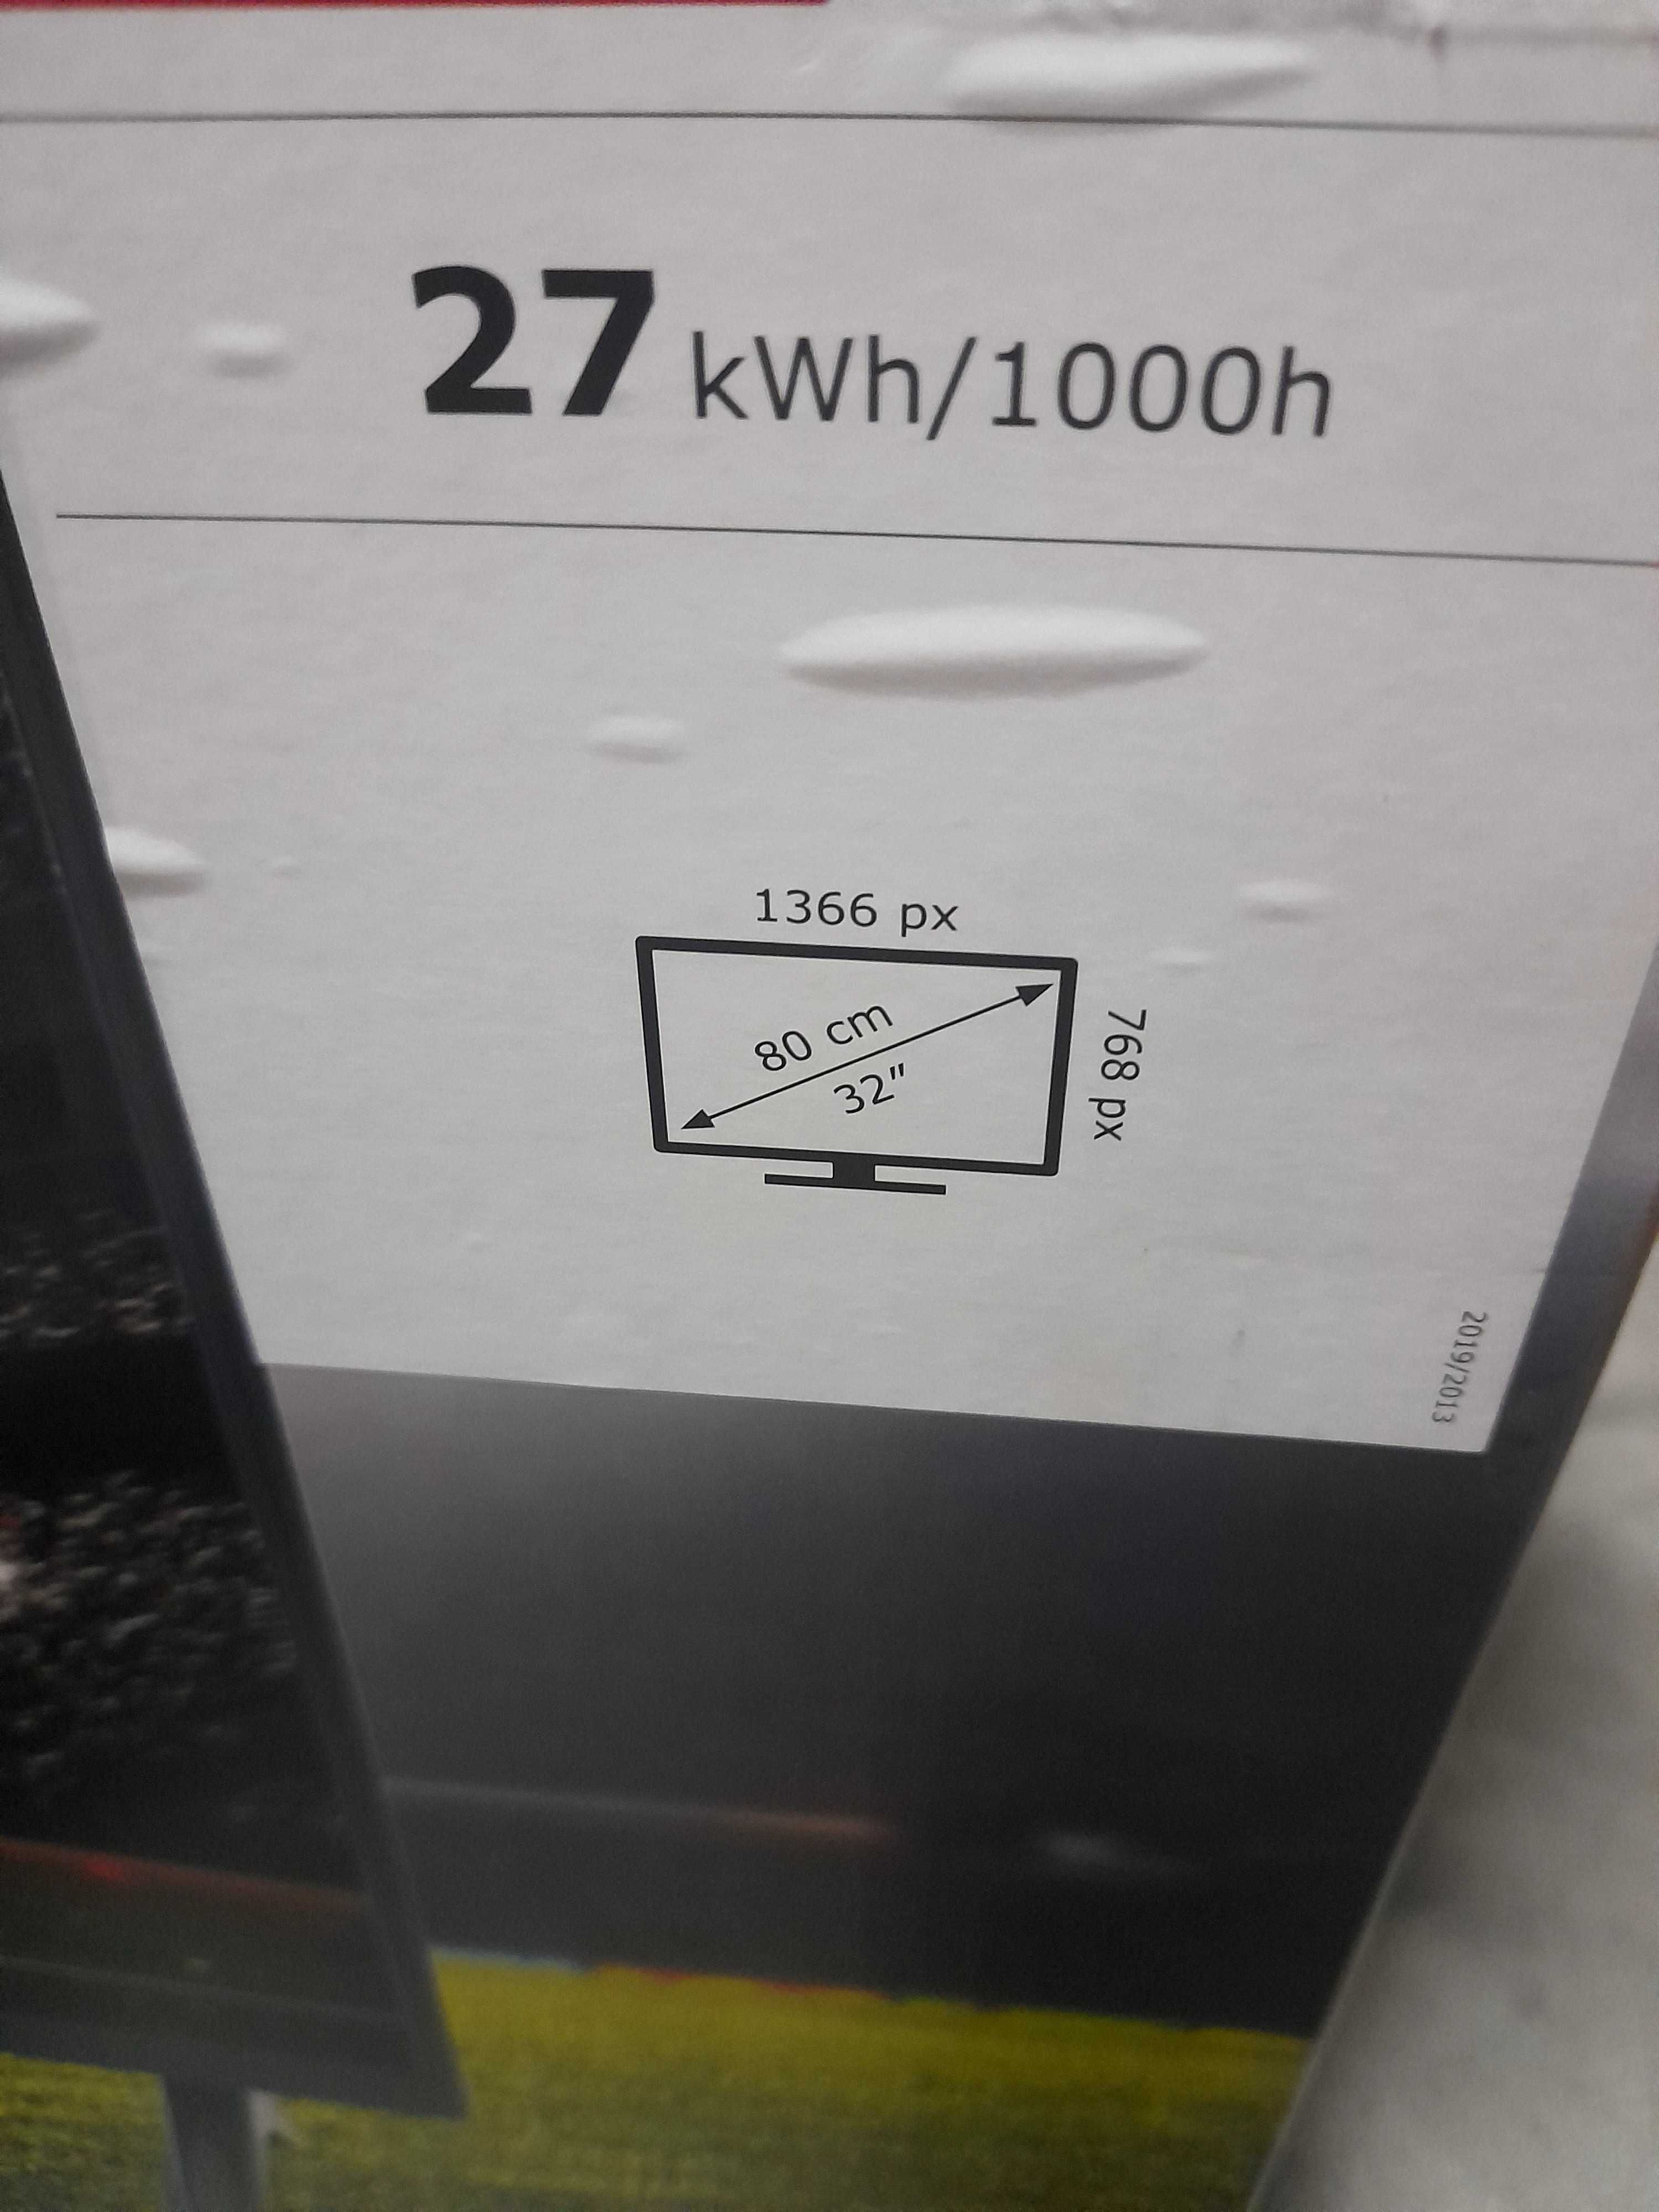 27 kWh/1000h
1366 px
80 cm
32"
768 px
2019/2013